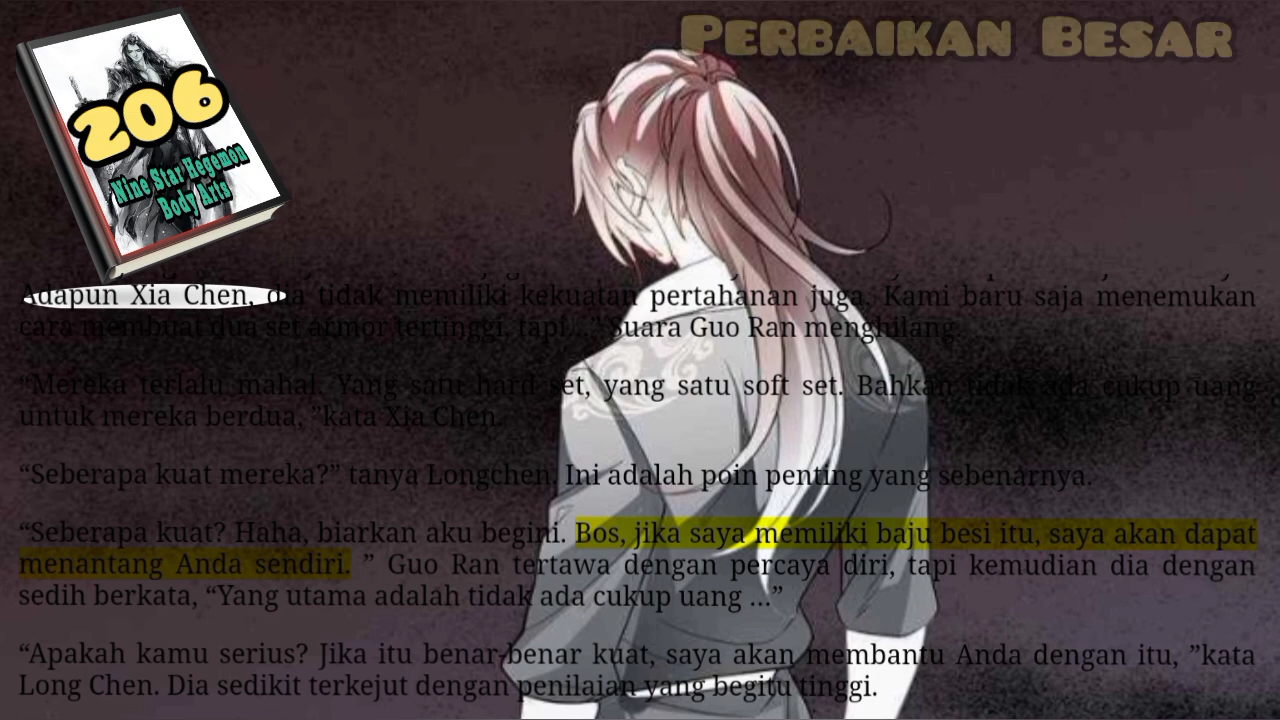 PERBAIKAN BESAR
206
Nine Star Hegemon
Body Arts
Adapun Xia Chen, dia tidak memiliki kekuatan pertahanan juga. Kami baru saja menemukan
cara membuat dua set armor tertinggi, tapi …” Suara Guo Ran menghilang.
“Mereka terlalu mahal. Yang satu hard set, yang satu soft set. Bahkan tidak ada cukup uang
untuk mereka berdua, ”kata Xia Chen.
“Seberapa kuat mereka?” tanya Longchen. Ini adalah poin penting yang sebenarnya.
“Seberapa kuat? Haha, biarkan aku begini. Bos, jika saya memiliki baju besi itu, saya akan dapat
menantang Anda sendiri. ” Guo Ran tertawa dengan percaya diri, tapi kemudian dia dengan
sedih berkata, “Yang utama adalah tidak ada cukup uang …”
“Apakah kamu serius? Jika itu benar-benar kuat, saya akan membantu Anda dengan itu, ”kata
Long Chen. Dia sedikit terkejut dengan penilaian yang begitu tinggi.